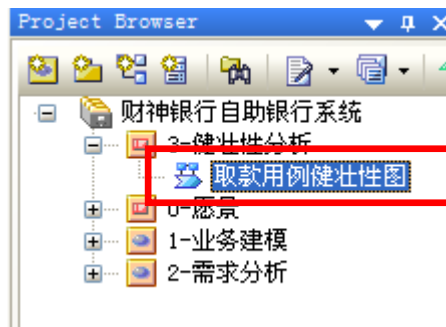 Project Browser
财神银行自助银行系统
3-健壮性分析
取款用例健壮性图
0-愿景
1-业务建模
2-需求分析